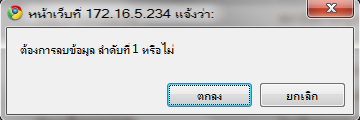 หน้าเว็บที่ 172.16.5.234 แจ้งว่า:
ต้องการลบข้อมูล ลำดับที่ 1 หรือไม่
ตกลง
ยกเลิก